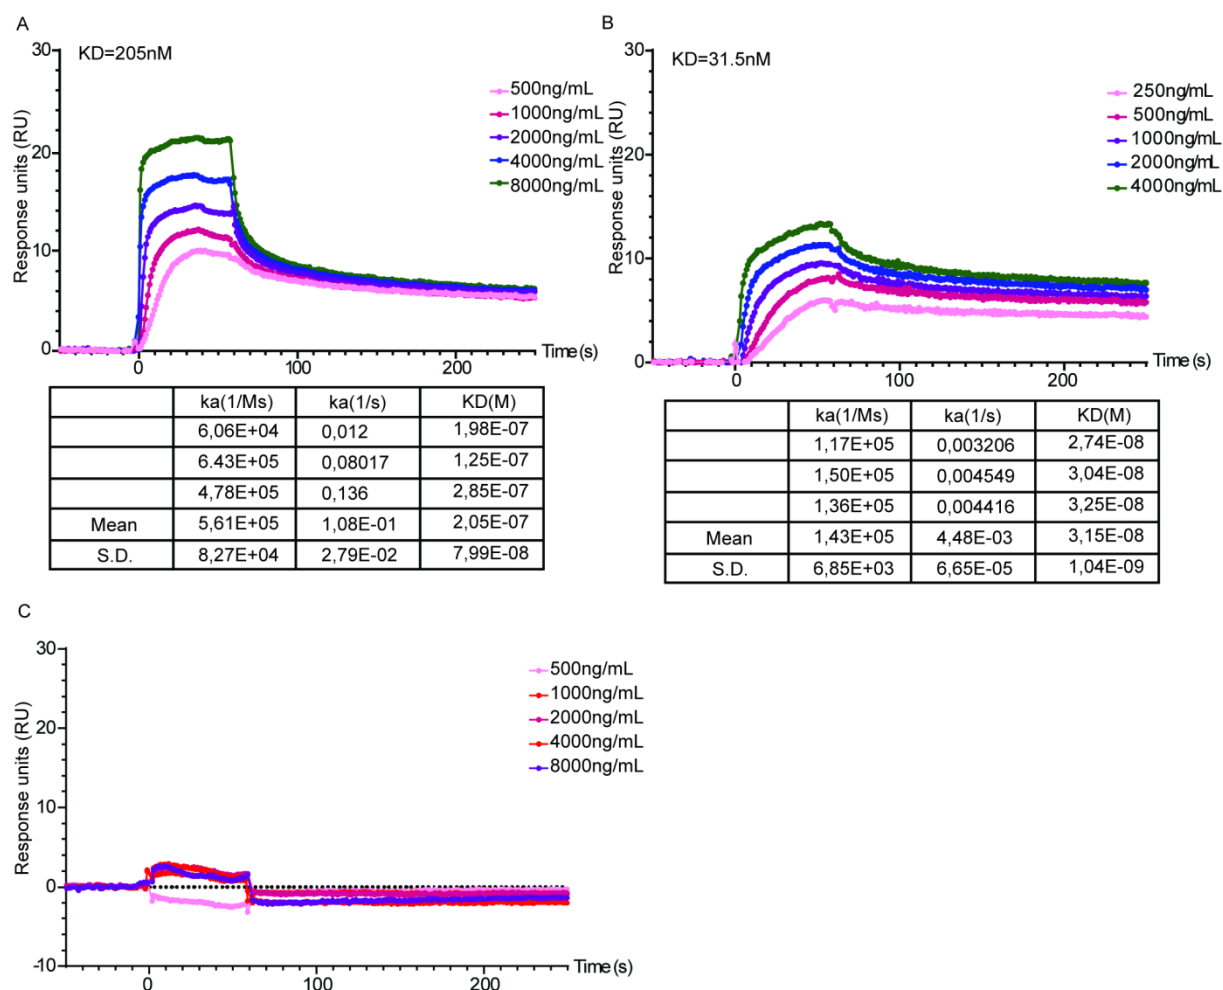 A
KD=205nM
30
20
10
0
Response units (RU)
500ng/mL
1000ng/mL
2000ng/mL
4000ng/mL
8000ng/mL
0 100 200
Time(s)
ka(1/Ms) ka(1/s) KD(M)
6,06E+04 0,012 1,98E-07
6.43E+05 0,08017 1,25E-07
4,78E+05 0,136 2,85E-07
Mean 5,61E+05 1,08E-01 2,05E-07
S.D. 8,27E+04 2,79E-02 7,99E-08
B
KD=31.5nM
30
20
10
0
Response units (RU)
250ng/mL
500ng/mL
1000ng/mL
2000ng/mL
4000ng/mL
0 100 200
Time(s)
ka(1/Ms) ka(1/s) KD(M)
1,17E+05 0,003206 2,74E-08
1,50E+05 0,004549 3,04E-08
1,36E+05 0,004416 3,25E-08
Mean 1,43E+05 4,48E-03 3,15E-08
S.D. 6,85E+03 6,65E-05 1,04E-09
C
30
20
10
0
-10
Response units (RU)
500ng/mL
1000ng/mL
2000ng/mL
4000ng/mL
8000ng/mL
0 100 200
Time(s)